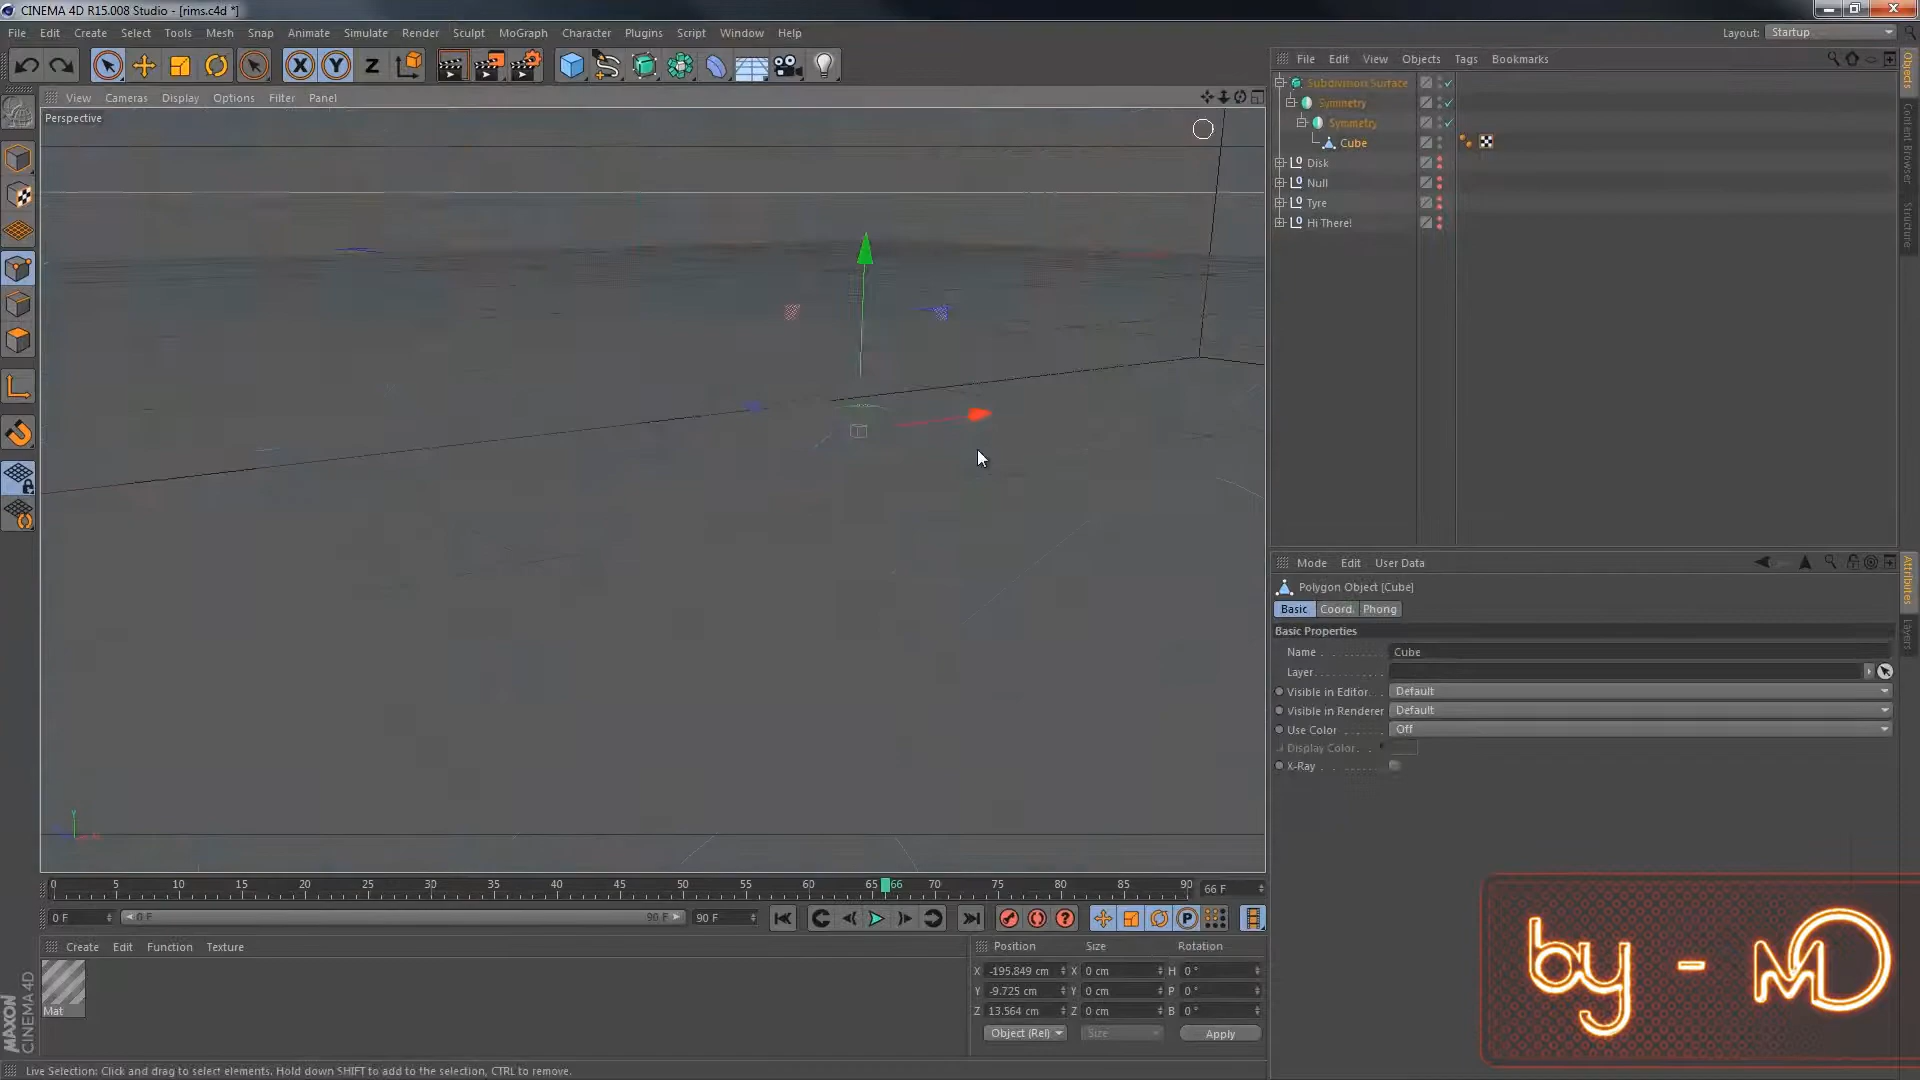 CINEMA 4D R15.008 Studio - [rims.c4d *]
File Edit Create Select Tools Mesh Snap Animate Simulate Render Sculpt MoGraph Character Plugins Script Window Help
Layout: Startup
X Y Z
View Cameras Display Options Filter Panel
Perspective
File Edit View Objects Tags Bookmarks
Subdivision Surface
Symmetry
Symmetry
Cube
Disk
Null
Tyre
Hi There!
Objects
Content Browser
Structure
Mode Edit User Data
Polygon Object [Cube]
Basic Coord. Phong
Basic Properties
Name Cube
Layer
Visible in Editor Default
Visible in Renderer Default
Use Color Off
Display Color
X-Ray
Attributes
Layers
0 5 10 15 20 25 30 35 40 45 50 55 60 65 66 70 75 80 85 90 66 F
0 F 0 F 90 F 90 F
Create Edit Function Texture
Mat
Position Size Rotation
X -195.849 cm X 0 cm H 0 °
Y -9.725 cm Y 0 cm P 0 °
Z 13.564 cm Z 0 cm B 0 °
Object (Rel) Size Apply
MAXON
CINEMA 4D
Live Selection: Click and drag to select elements. Hold down SHIFT to add to the selection, CTRL to remove.
by - MO